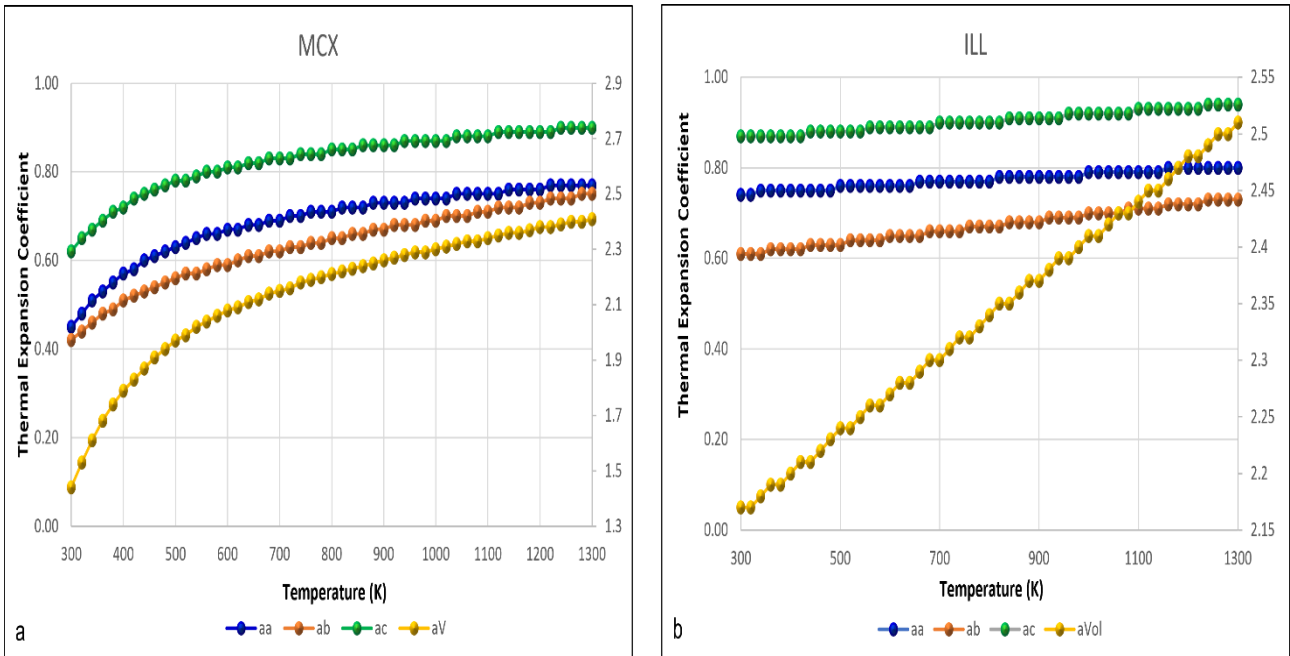 MCX
Thermal Expansion Coefficient
1.00
0.80
0.60
0.40
0.20
0.00
2.9
2.7
2.5
2.3
2.1
1.9
1.7
1.5
1.3
300 400 500 600 700 800 900 1000 1100 1200 1300
Temperature (K)
aa ab ac aV
a
ILL
Thermal Expansion Coefficient
1.00
0.80
0.60
0.40
0.20
0.00
2.55
2.5
2.45
2.4
2.35
2.3
2.25
2.2
2.15
300 500 700 900 1100 1300
Temperature (K)
aa ab ac aVol
b